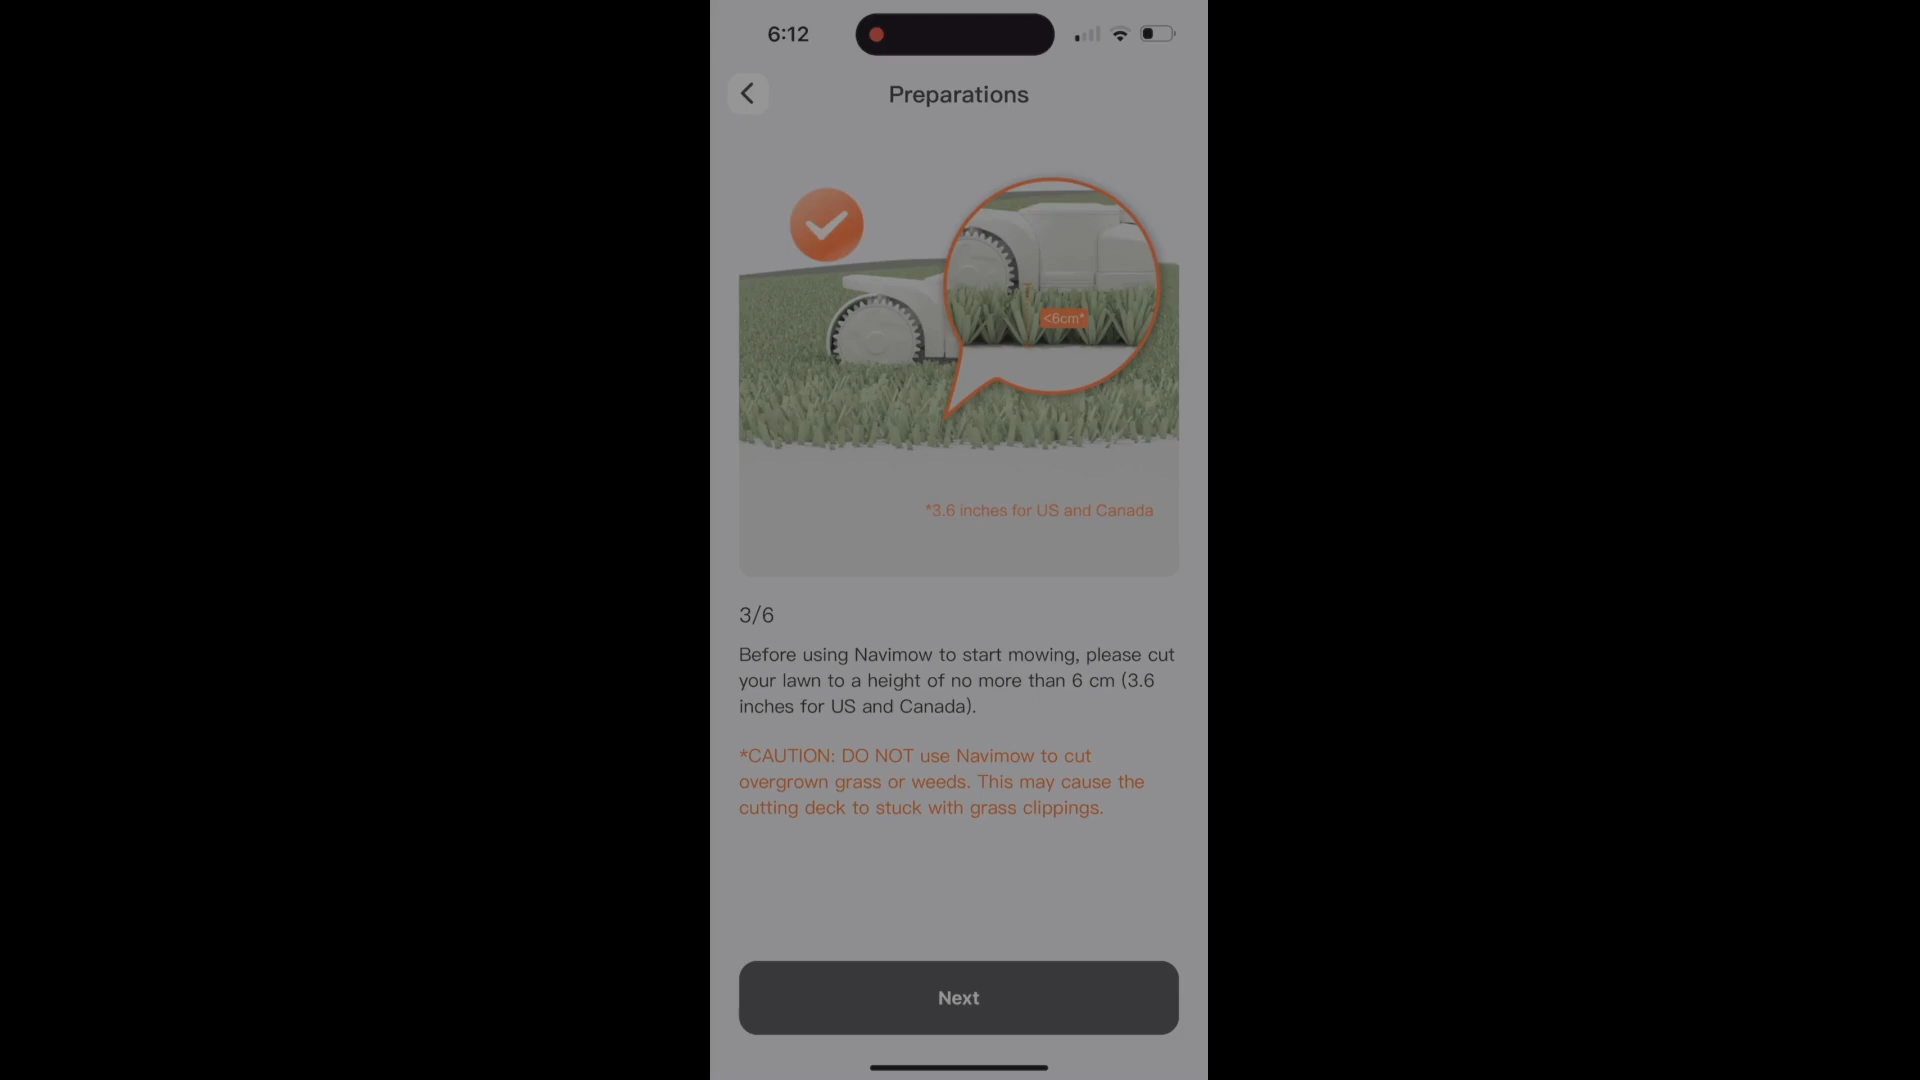 6:12
Preparations
<6cm*
*3.6 inches for US and Canada
3/6
Before using Navimow to start mowing, please cut
your lawn to a height of no more than 6 cm (3.6
inches for US and Canada).
*CAUTION: DO NOT use Navimow to cut
overgrown grass or weeds. This may cause the
cutting deck to stuck with grass clippings.
Next